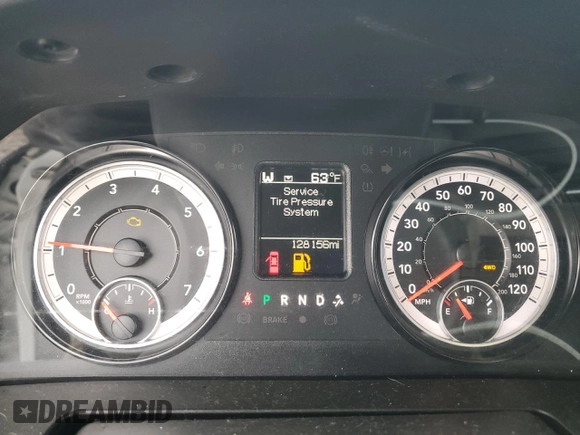 W 63°F
Service
Tire Pressure
System
128156mi
P R N D
BRAKE
0 1 2 3 4 5 6 7
RPM
x1000
C H
0 10 20 30 40 50 60 70 80 90 100 110 120
MPH
200
4WD
E F
DREAMBID